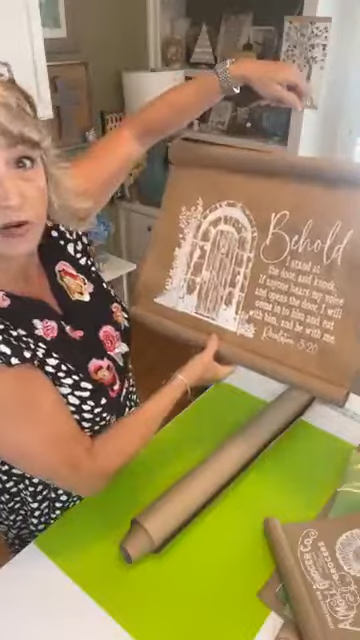 Behold
I stand at
the door, and knock.
If anyone hears my voice
and opens the door, I will
come in to him and eat
with him, and he with me.
Revelation 3:20